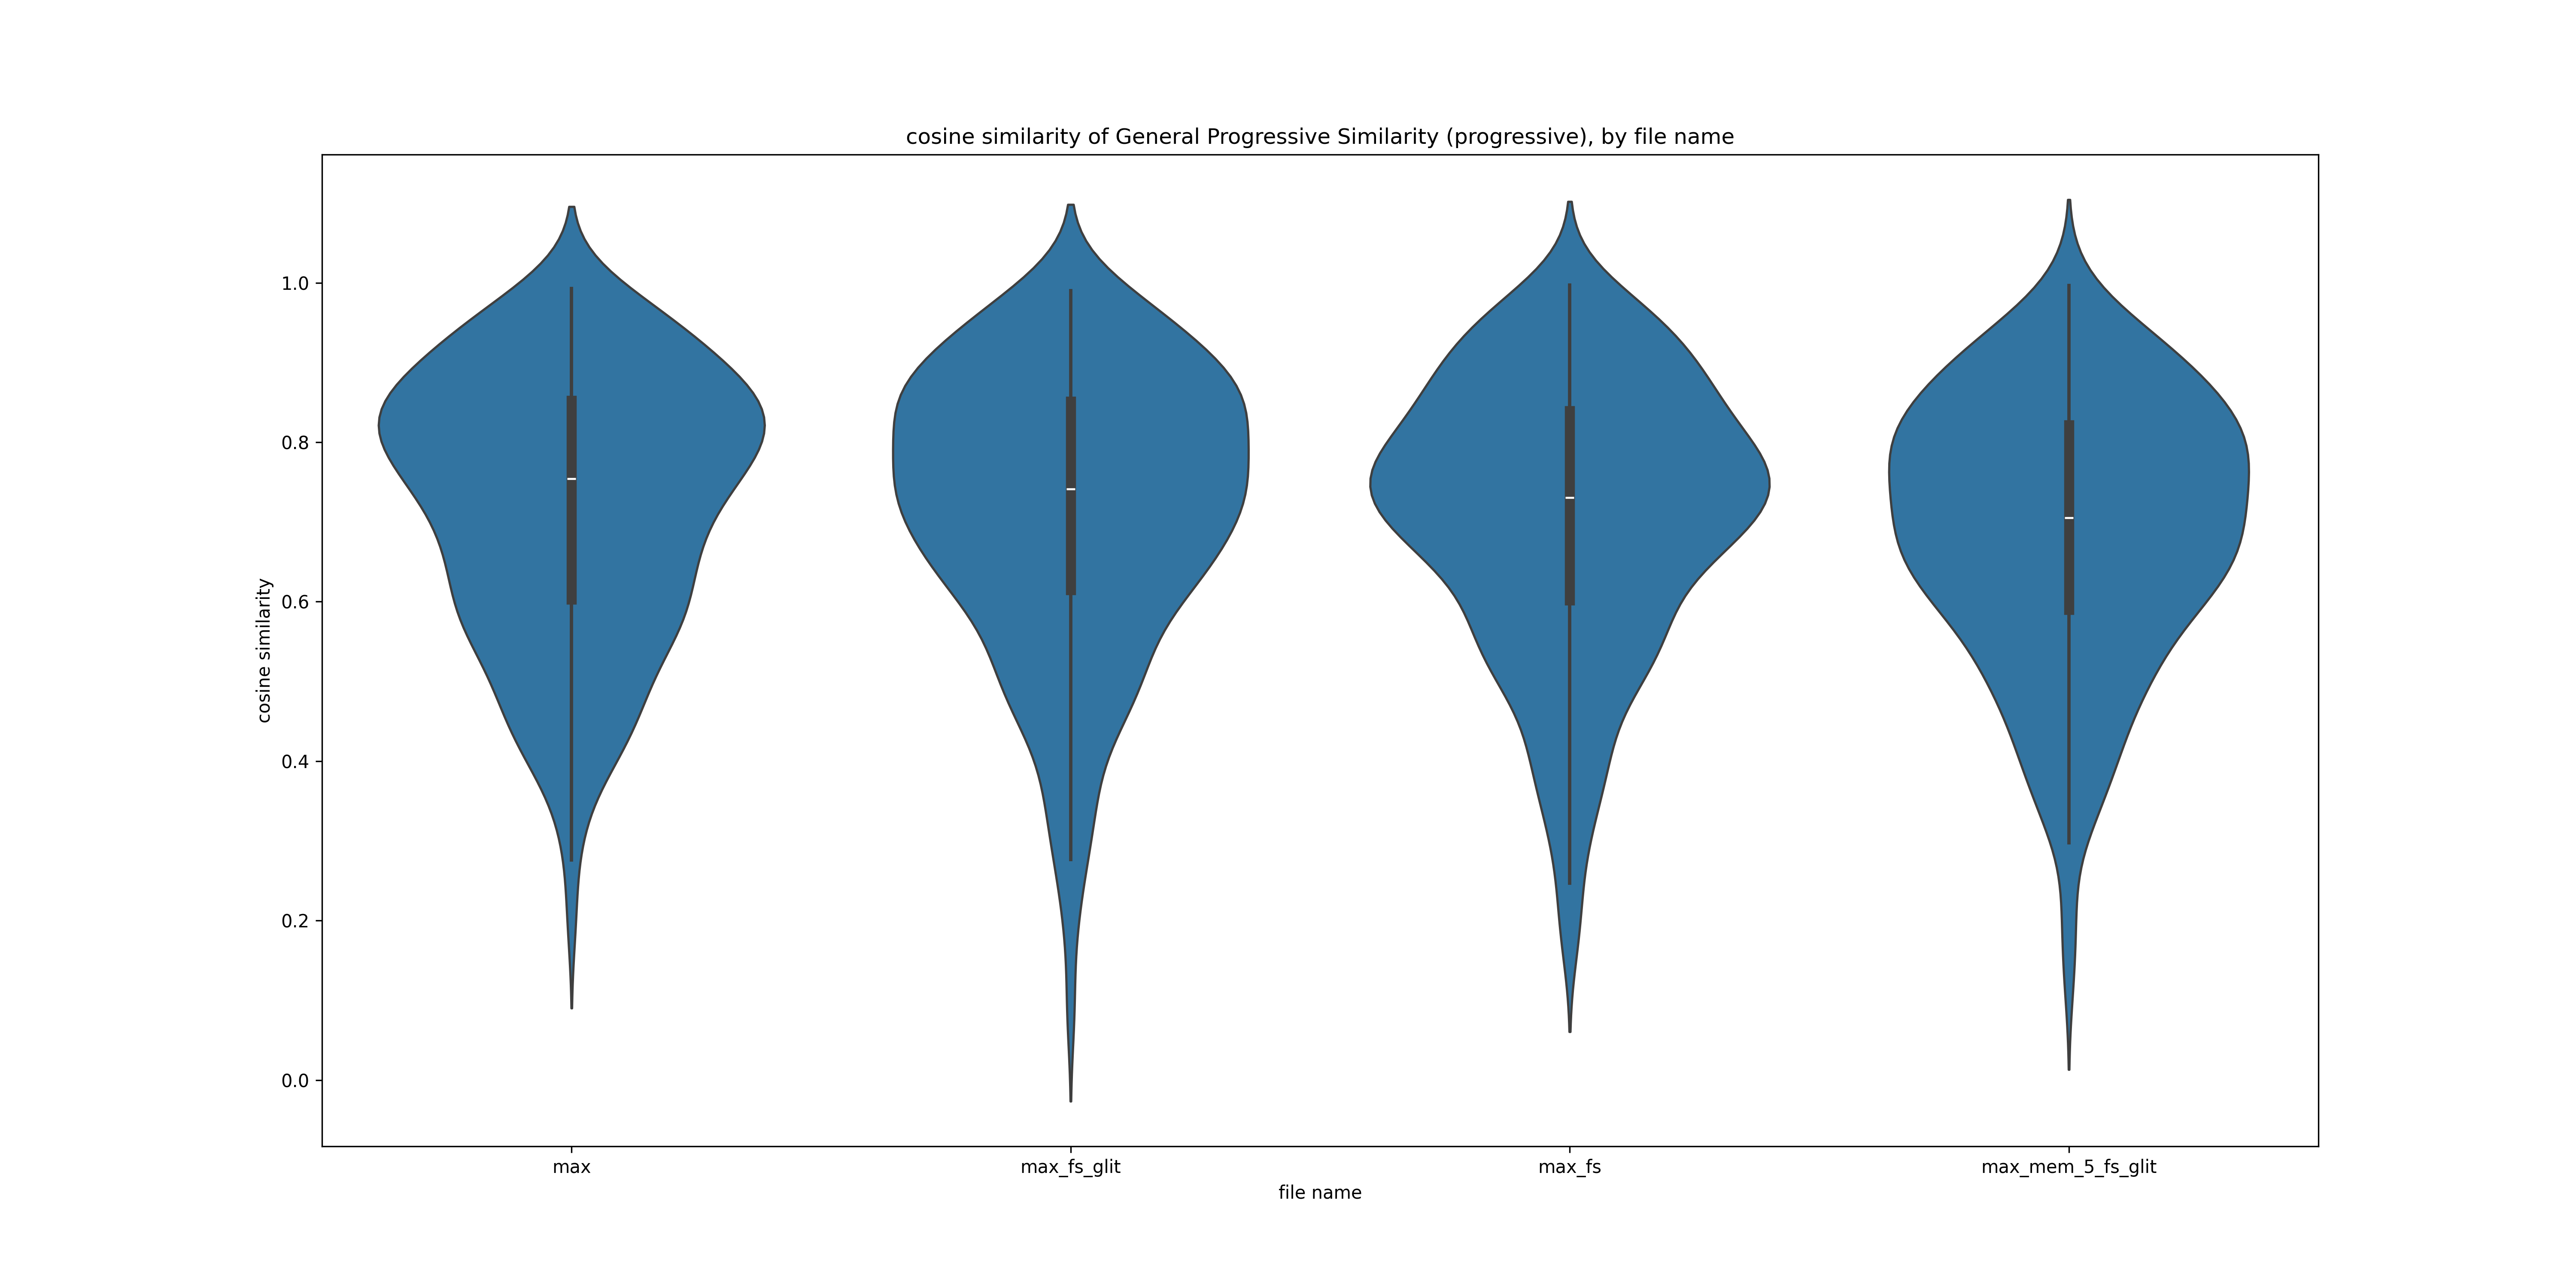 cosine similarity of General Progressive Similarity (progressive), by file name
cosine similarity
1.0
0.8
0.6
0.4
0.2
0.0
max
max_fs_glit
max_fs
max_mem_5_fs_glit
file name